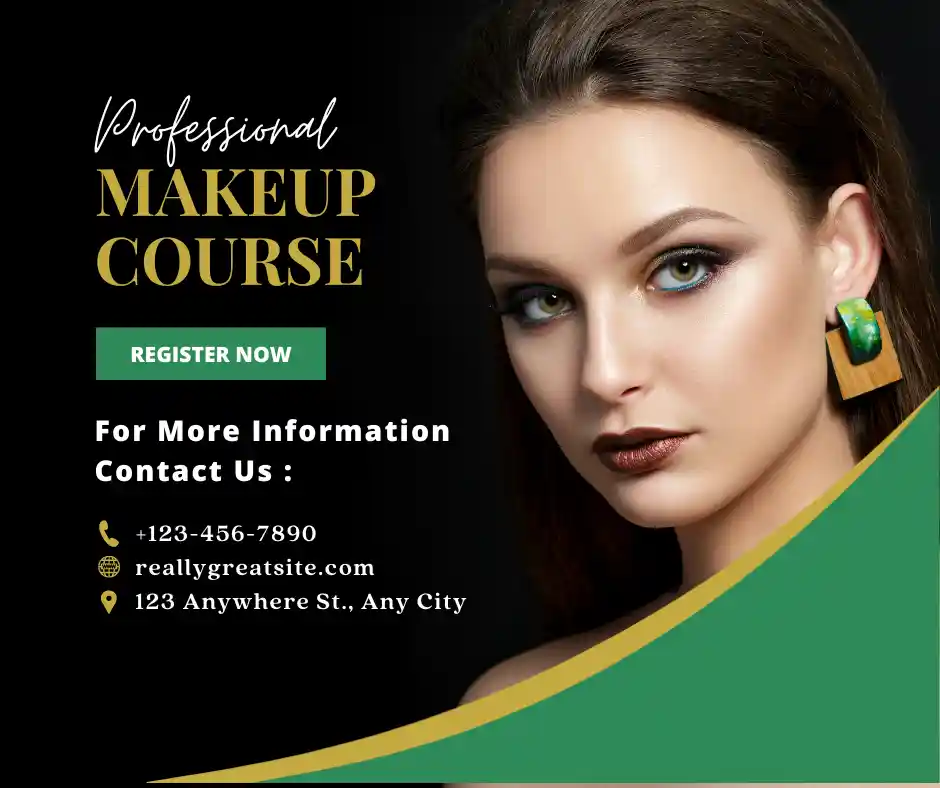 Professional
MAKEUP
COURSE
REGISTER NOW
For More Information
Contact Us :
+123-456-7890
reallygreatsite.com
123 Anywhere St., Any City